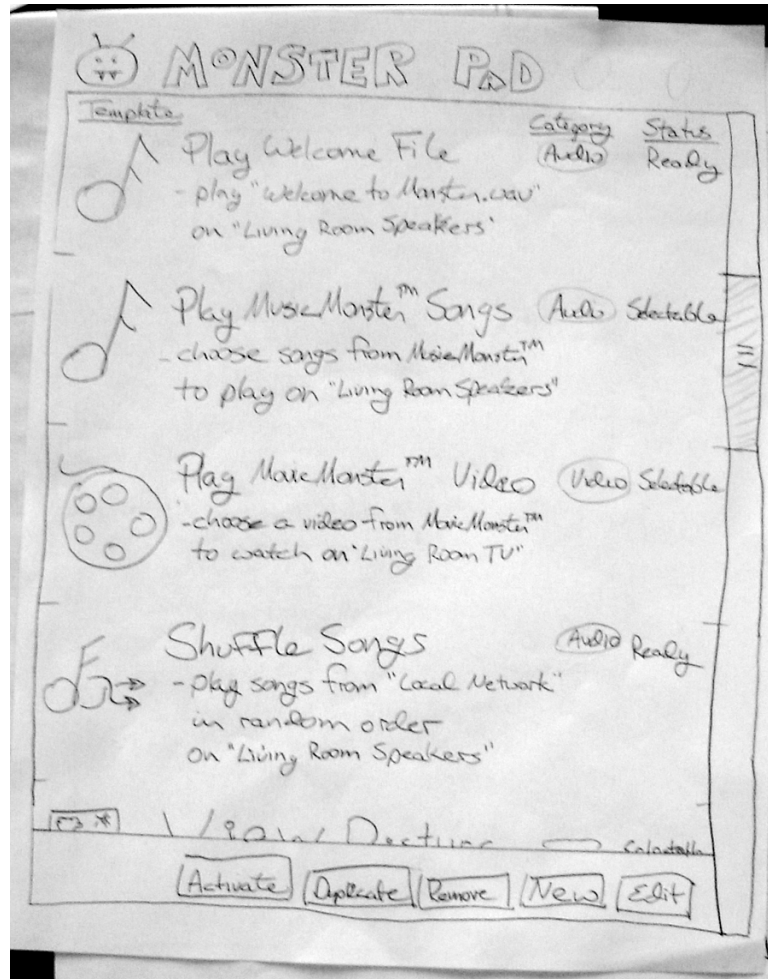 MONSTER PAD
Template Category Status
Play Welcome File Audio Ready
- play "Welcome to Monster.wav"
on "Living Room Speakers"
Play MusicMonster™ Songs Audio Selectable
- choose songs from MusicMonster™
to play on "Living Room Speakers"
Play MovieMonster™ Video Video Selectable
- choose a video from MovieMonster™
to watch on "Living Room TV"
Shuffle Songs Audio Ready
- play songs from "Local Network"
in random order
on "Living Room Speakers"
Activate Duplicate Remove New Edit